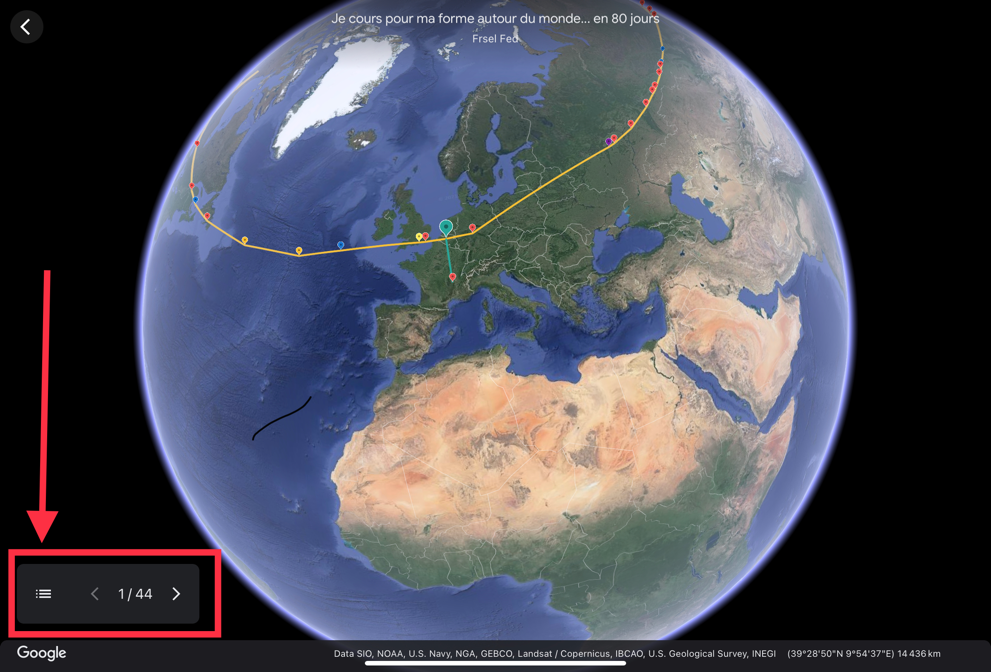 Je cours pour ma forme autour du monde... en 80 jours
Frsel Fed
1 / 44
Google
Data SIO, NOAA, U.S. Navy, NGA, GEBCO, Landsat / Copernicus, IBCAO, U.S. Geological Survey, INEGI (39°28'50"N 9°54'37"E) 14 436 km